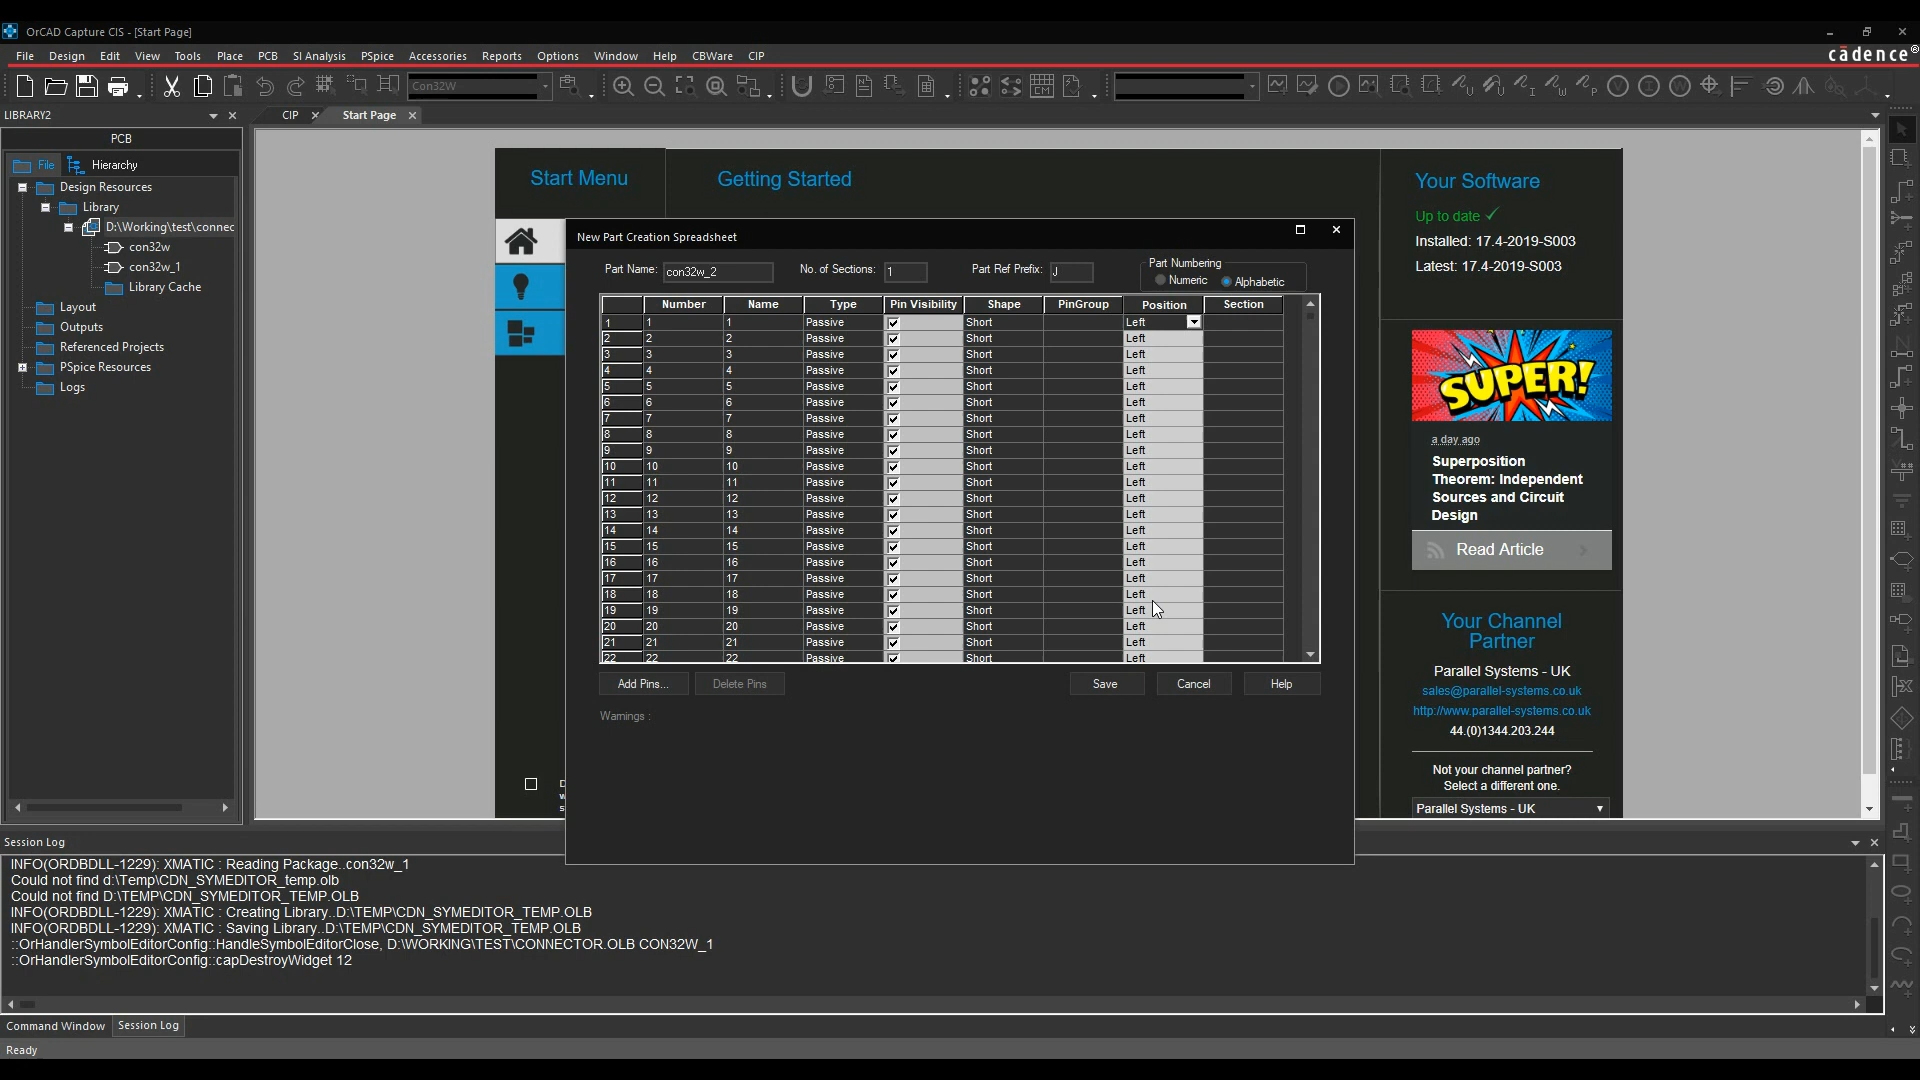 OrCAD Capture CIS - [Start Page]
File Design Edit View Tools Place PCB SI Analysis PSpice Accessories Reports Options Window Help CBWare CIP
cādence®
Con32W
LIBRARY2
CIP
Start Page
PCB
File
Hierarchy
Design Resources
Library
D:\Working\test\connec
con32w
con32w_1
Library Cache
Layout
Outputs
Referenced Projects
PSpice Resources
Logs
Start Menu
Getting Started
Your Software
Up to date
Installed: 17.4-2019-S003
Latest: 17.4-2019-S003
SUPER!
a day ago
Superposition
Theorem: Independent
Sources and Circuit
Design
Read Article
Your Channel
Partner
Parallel Systems - UK
sales@parallel-systems.co.uk
http://www.parallel-systems.co.uk
44.(0)1344.203.244
Not your channel partner?
Select a different one.
Parallel Systems - UK
New Part Creation Spreadsheet
Part Name: con32w_2
No. of Sections: 1
Part Ref Prefix: J
Part Numbering
Numeric Alphabetic
Number Name Type Pin Visibility Shape PinGroup Position Section
1 1 1 Passive Short Left
2 2 2 Passive Short Left
3 3 3 Passive Short Left
4 4 4 Passive Short Left
5 5 5 Passive Short Left
6 6 6 Passive Short Left
7 7 7 Passive Short Left
8 8 8 Passive Short Left
9 9 9 Passive Short Left
10 10 10 Passive Short Left
11 11 11 Passive Short Left
12 12 12 Passive Short Left
13 13 13 Passive Short Left
14 14 14 Passive Short Left
15 15 15 Passive Short Left
16 16 16 Passive Short Left
17 17 17 Passive Short Left
18 18 18 Passive Short Left
19 19 19 Passive Short Left
20 20 20 Passive Short Left
21 21 21 Passive Short Left
22 22 22 Passive Short Left
Add Pins...
Delete Pins
Save
Cancel
Help
Warnings :
Session Log
INFO(ORDBDLL-1229): XMATIC : Reading Package..con32w_1
Could not find d:\Temp\CDN_SYMEDITOR_temp.olb
Could not find D:\TEMP\CDN_SYMEDITOR_TEMP.OLB
INFO(ORDBDLL-1229): XMATIC : Creating Library..D:\TEMP\CDN_SYMEDITOR_TEMP.OLB
INFO(ORDBDLL-1229): XMATIC : Saving Library..D:\TEMP\CDN_SYMEDITOR_TEMP.OLB
::OrHandlerSymbolEditorConfig::HandleSymbolEditorClose, D:\WORKING\TEST\CONNECTOR.OLB CON32W_1
::OrHandlerSymbolEditorConfig::capDestroyWidget 12
Command Window
Session Log
Ready